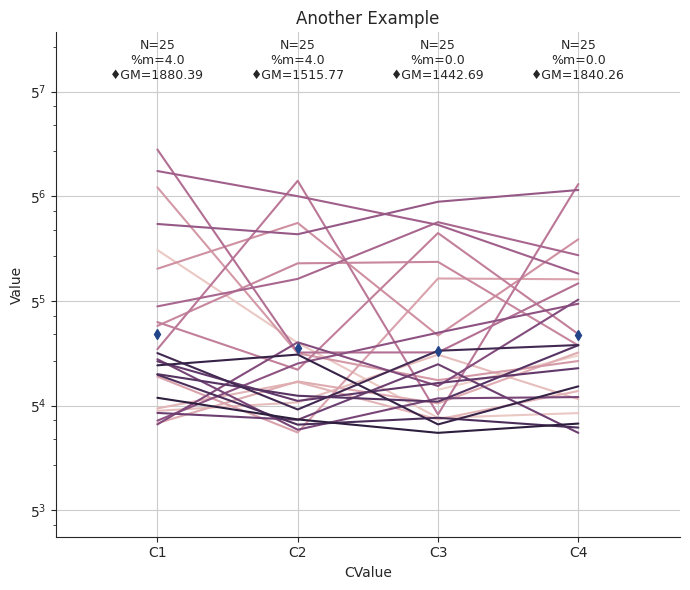 Another Example
N=25 N=25 N=25 N=25
%m=4.0 %m=4.0 %m=0.0 %m=0.0
♦GM=1880.39 ♦GM=1515.77 ♦GM=1442.69 ♦GM=1840.26
5⁷
5⁶
5⁵
5⁴
5³
Value
C1 C2 C3 C4
CValue